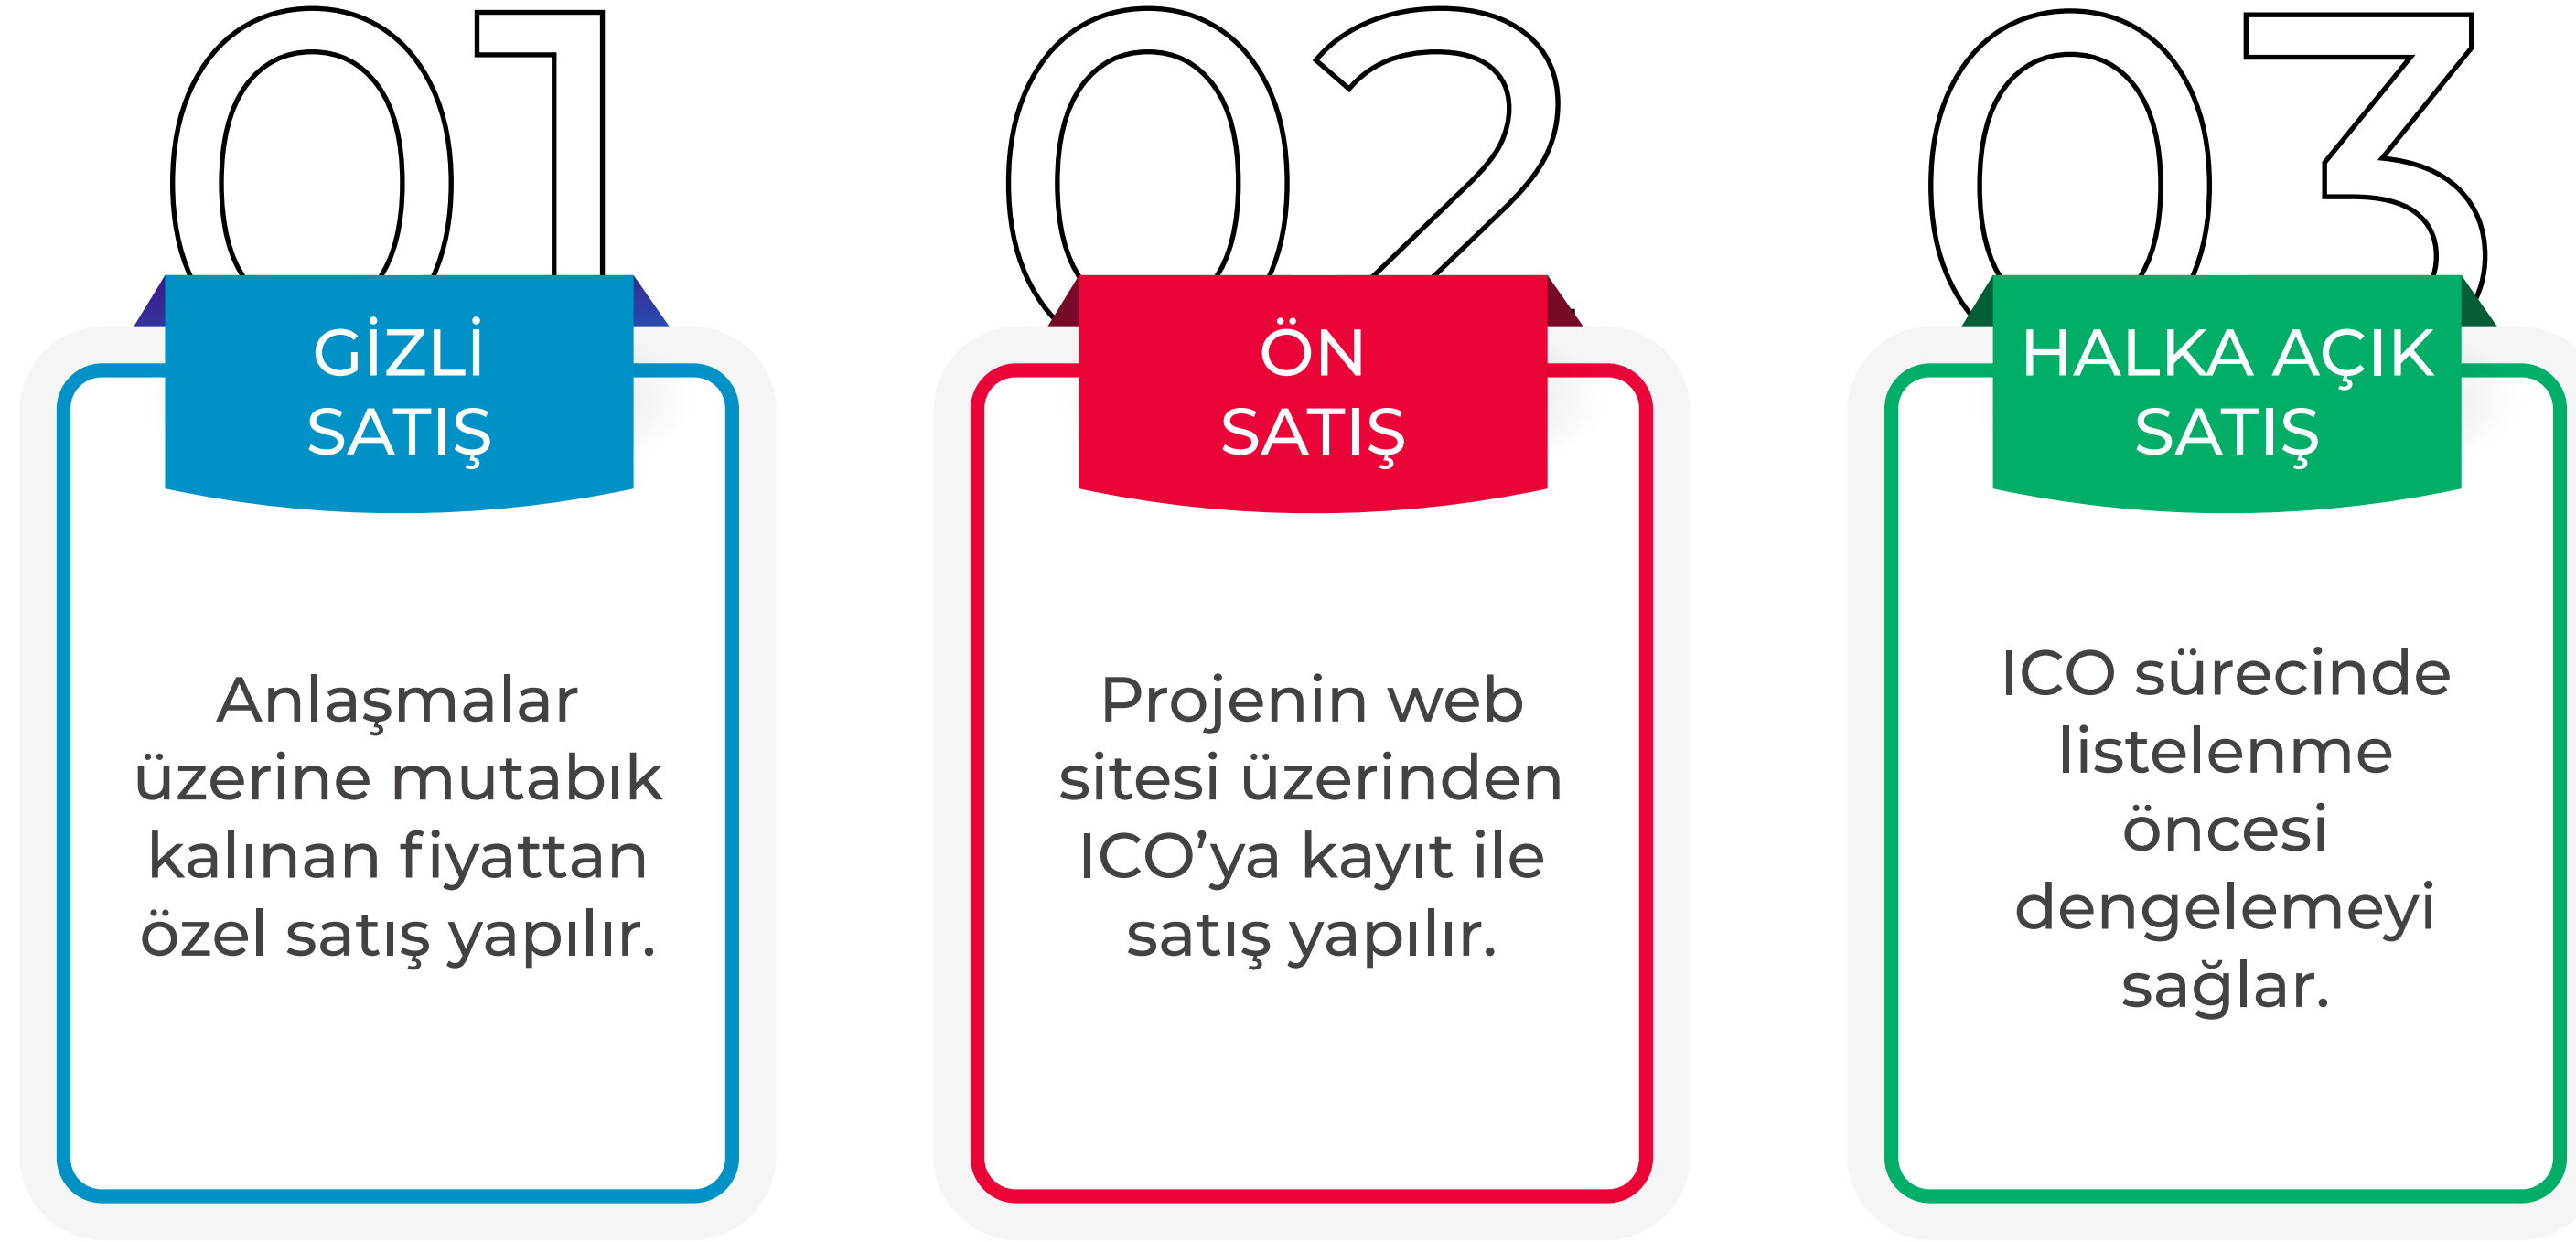 01
GİZLİ
SATIŞ
Anlaşmalar
üzerine mutabık
kalınan fiyattan
özel satış yapılır.
02
ÖN
SATIŞ
Projenin web
sitesi üzerinden
ICO’ya kayıt ile
satış yapılır.
03
HALKA AÇIK
SATIŞ
ICO sürecinde
listelenme
öncesi
dengelemeyi
sağlar.